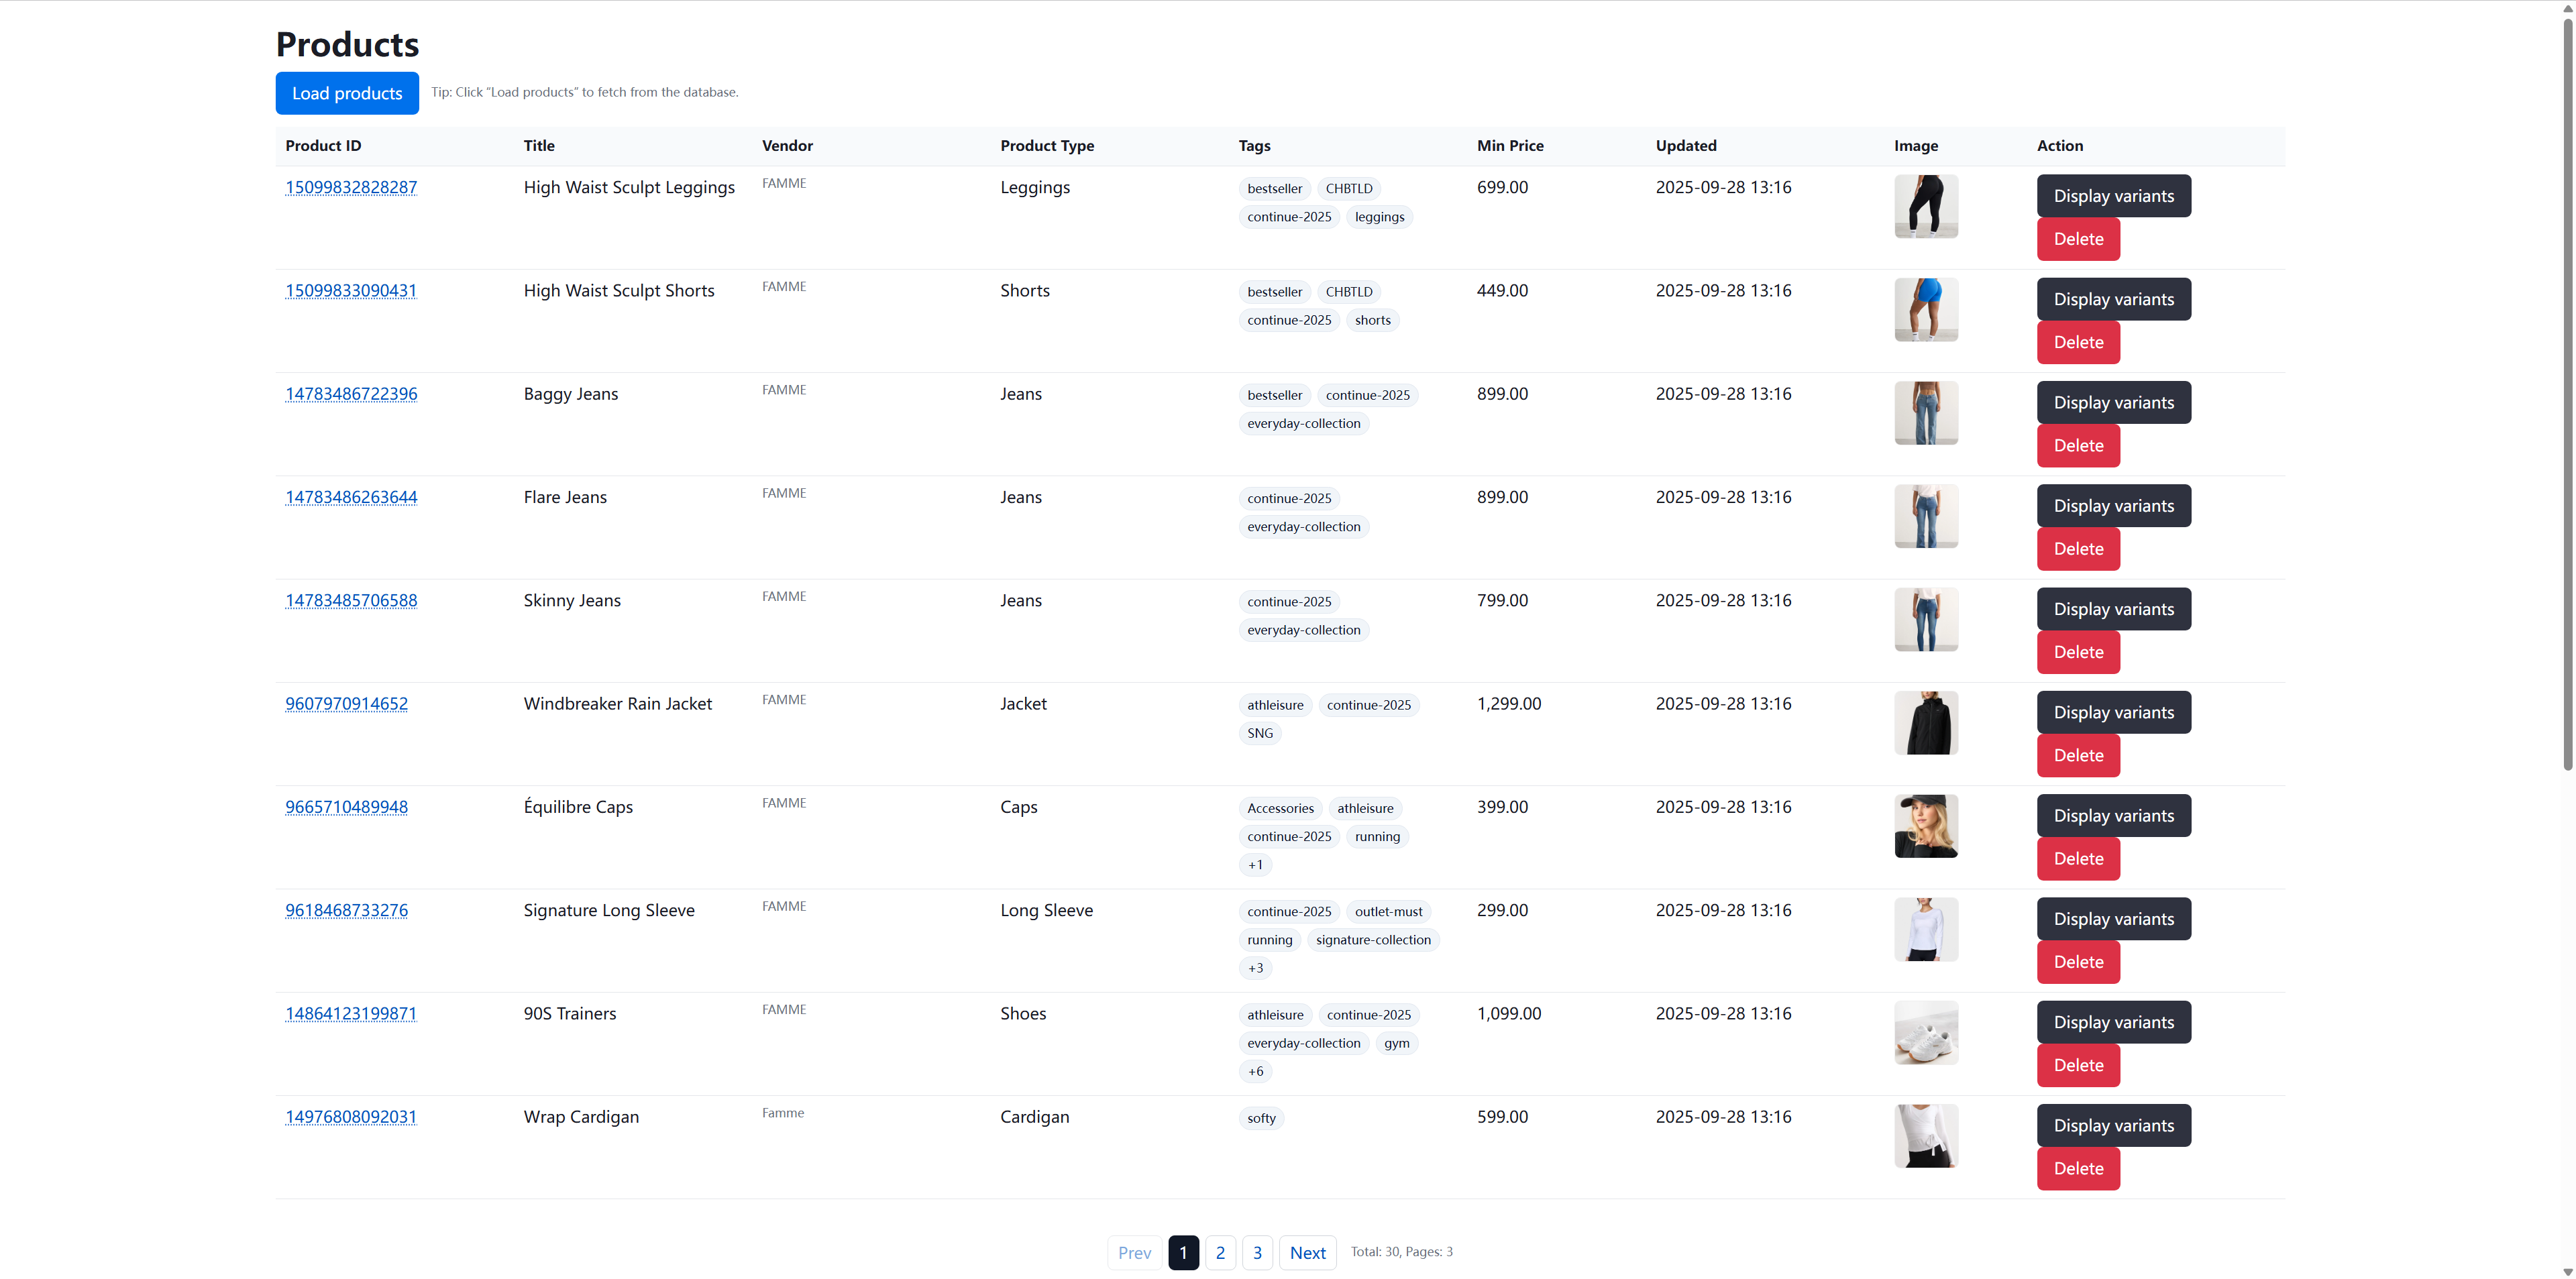 Products
Load products Tip: Click “Load products” to fetch from the database.
Product ID Title Vendor Product Type Tags Min Price Updated Image Action
15099832828287 High Waist Sculpt Leggings FAMME Leggings bestseller CHBTLD 699.00 2025-09-28 13:16 Display variants
continue-2025 leggings Delete
15099833090431 High Waist Sculpt Shorts FAMME Shorts bestseller CHBTLD 449.00 2025-09-28 13:16 Display variants
continue-2025 shorts Delete
14783486722396 Baggy Jeans FAMME Jeans bestseller continue-2025 899.00 2025-09-28 13:16 Display variants
everyday-collection Delete
14783486263644 Flare Jeans FAMME Jeans continue-2025 899.00 2025-09-28 13:16 Display variants
everyday-collection Delete
14783485706588 Skinny Jeans FAMME Jeans continue-2025 799.00 2025-09-28 13:16 Display variants
everyday-collection Delete
9607970914652 Windbreaker Rain Jacket FAMME Jacket athleisure continue-2025 1,299.00 2025-09-28 13:16 Display variants
SNG Delete
9665710489948 Équilibre Caps FAMME Caps Accessories athleisure 399.00 2025-09-28 13:16 Display variants
continue-2025 running Delete
+1
9618468733276 Signature Long Sleeve FAMME Long Sleeve continue-2025 outlet-must 299.00 2025-09-28 13:16 Display variants
running signature-collection Delete
+3
14864123199871 90S Trainers FAMME Shoes athleisure continue-2025 1,099.00 2025-09-28 13:16 Display variants
everyday-collection gym Delete
+6
14976808092031 Wrap Cardigan Famme Cardigan softy 599.00 2025-09-28 13:16 Display variants
Delete
Prev 1 2 3 Next Total: 30, Pages: 3